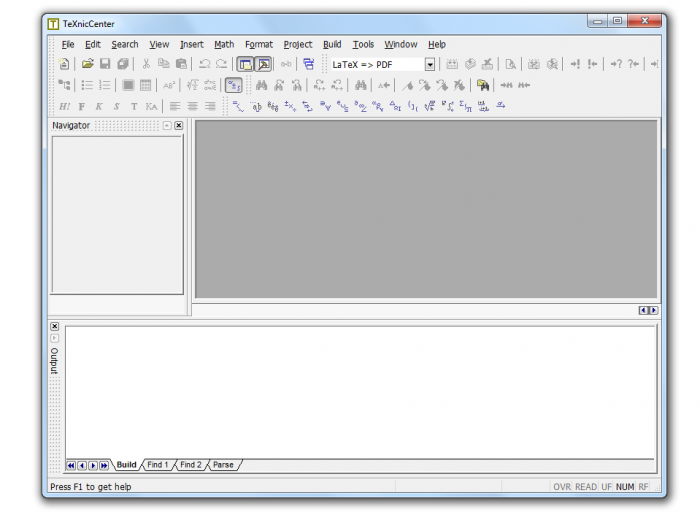 TeXnicCenter
File Edit Search View Insert Math Format Project Build Tools Window Help
LaTeX => PDF
H! F K S T KA
Navigator
Output
Build Find 1 Find 2 Parse
Press F1 to get help OVR READ UF NUM RF